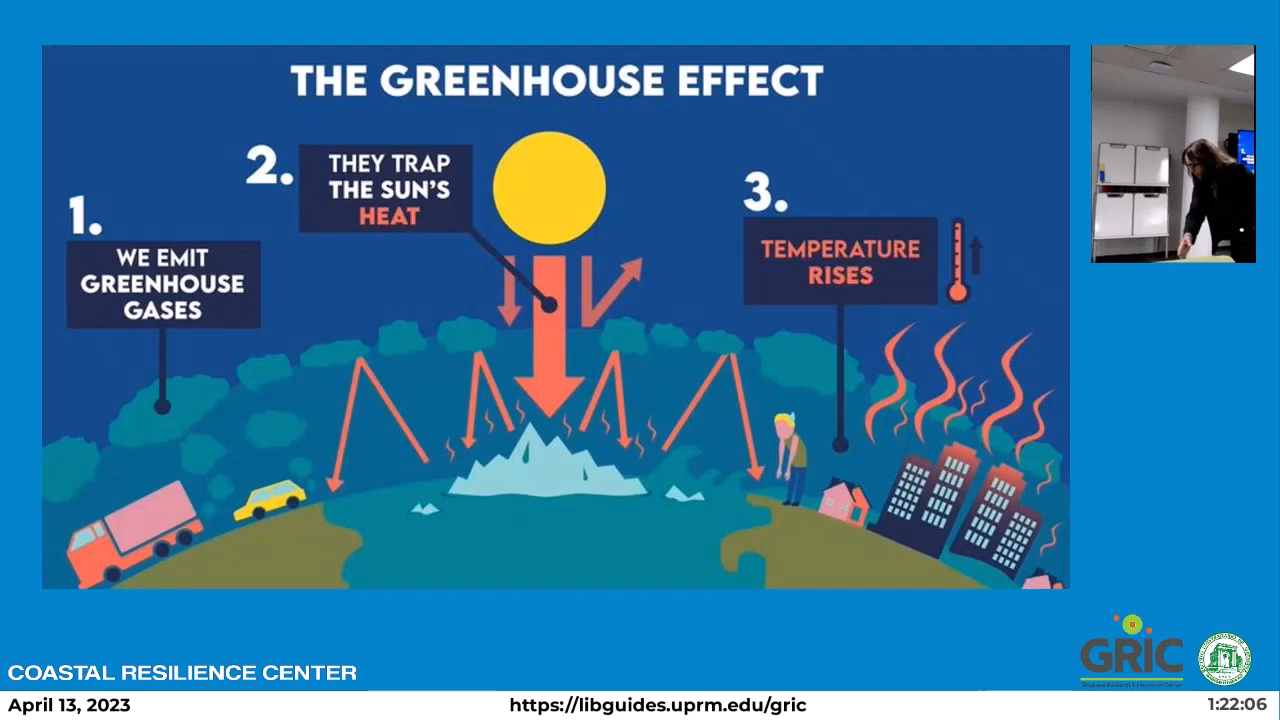 THE GREENHOUSE EFFECT
1.
WE EMIT
GREENHOUSE
GASES
2.
THEY TRAP
THE SUN'S
HEAT
3.
TEMPERATURE
RISES
GRIC
COASTAL RESILIENCE CENTER
April 13, 2023
https://libguides.uprm.edu/gric
1:22:06